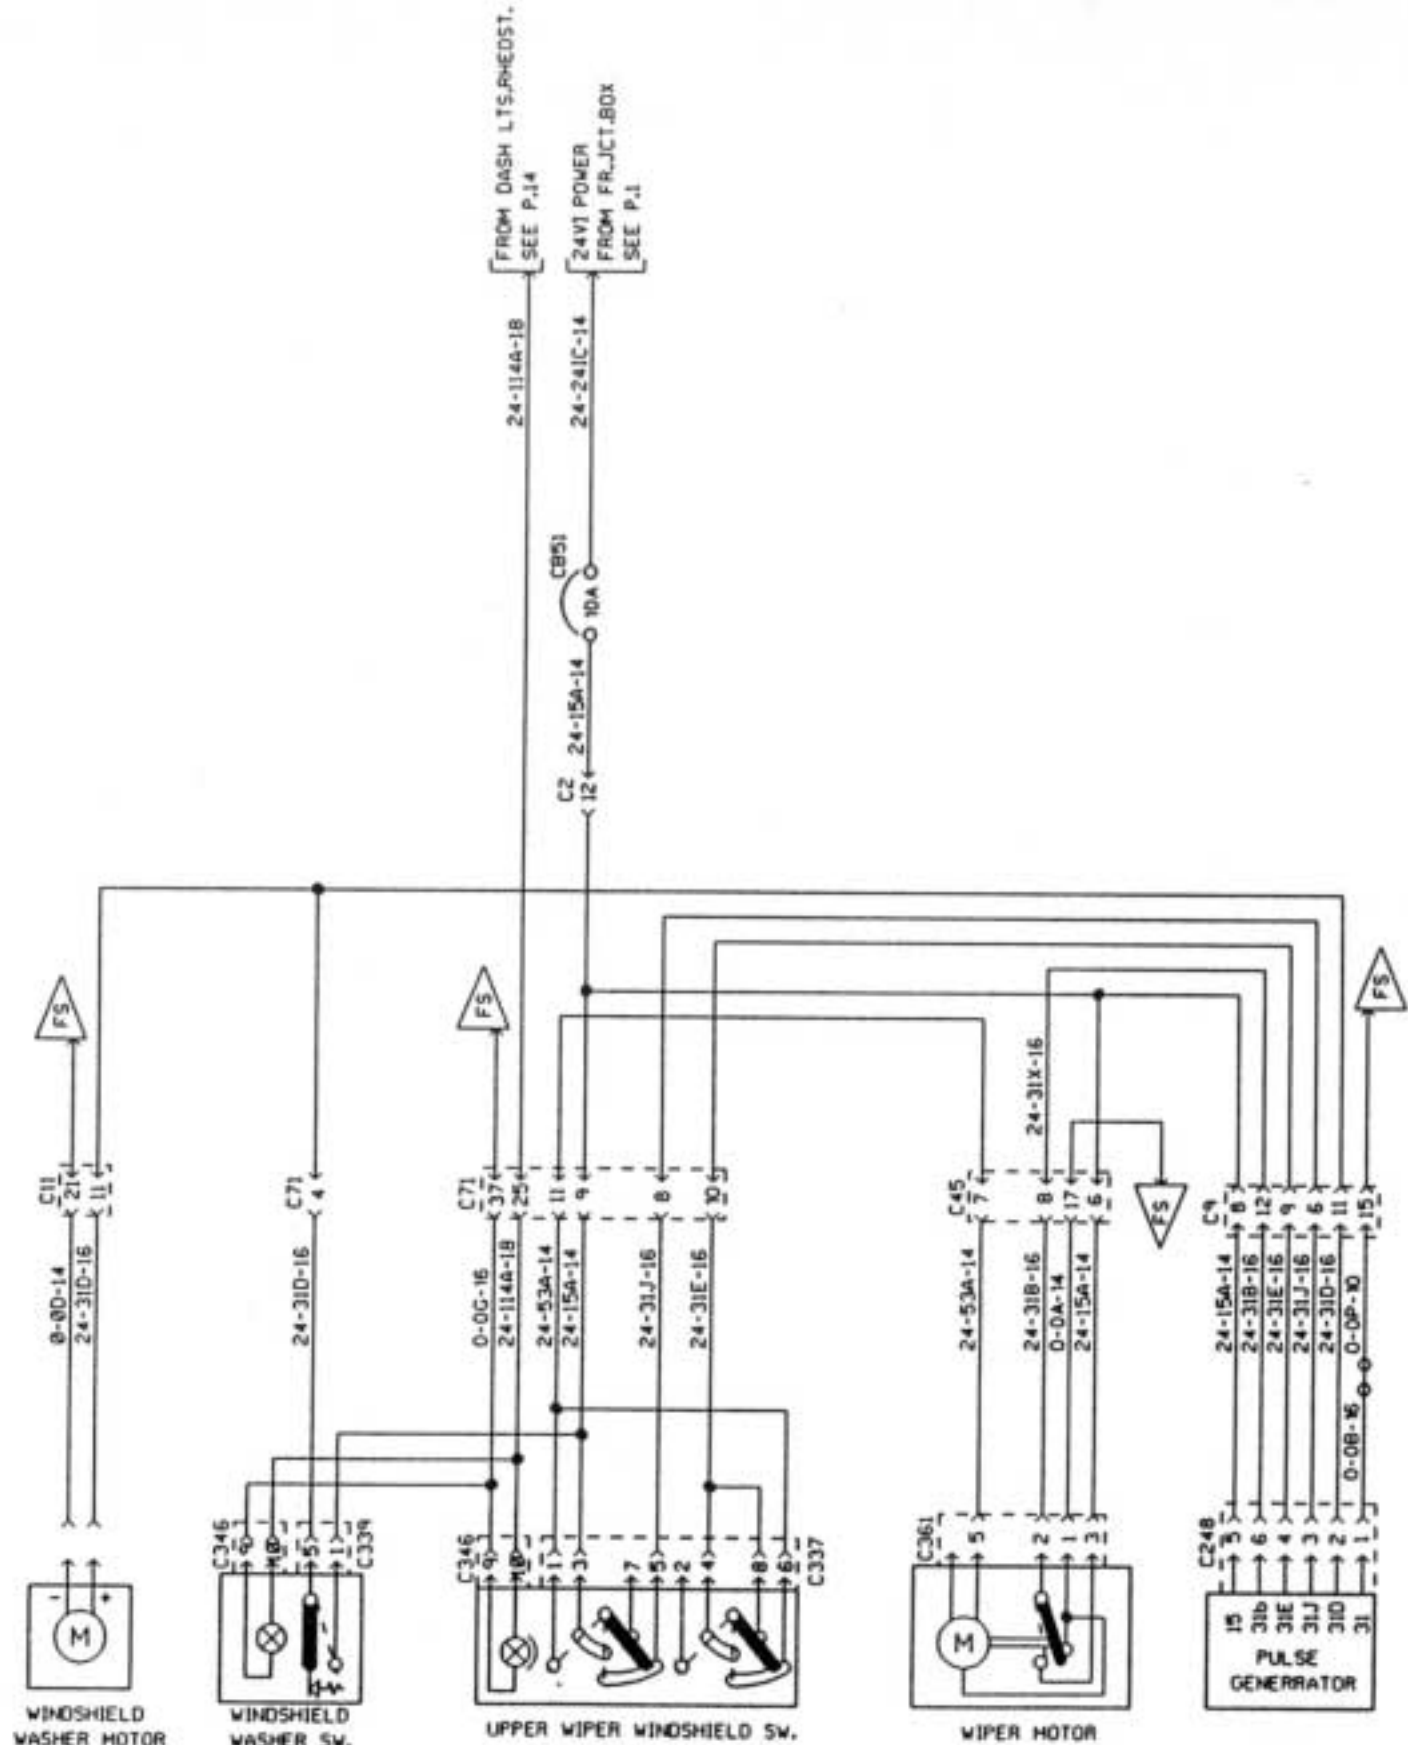 FROM DASH LTS.RHEOST.
SEE P.14
24VI POWER
FROM FR.JCT.BOX
SEE P.1
24-114A-18
24-241C-14
CB51
10A
24-15A-14
C2
12
FS
FS
FS
FS
24-31X-16
C11
21
11
C71
4
C71
37
25
11
9
8
10
C45
7
8
17
6
C9
8
12
9
6
11
15
0-0D-14
24-31D-16
24-31D-16
0-0G-16
24-114A-18
24-53A-14
24-15A-14
24-31J-16
24-31E-16
24-53A-14
24-31B-16
0-0A-14
24-15A-14
24-15A-14
24-31B-16
24-31E-16
24-31J-16
24-31D-16
0-0P-10
0-0B-16
C346
9
10
5
1
C339
C346
9
10
1
3
7
5
2
4
8
6
C337
C361
5
2
1
3
C248
5
6
4
3
2
1
- +
M
M
15
31b
31E
31J
31D
31
PULSE
GENERRATOR
WINDSHIELD
WASHER MOTOR
WINDSHIELD
WASHER SW.
UPPER WIPER WINDSHIELD SW.
WIPER MOTOR